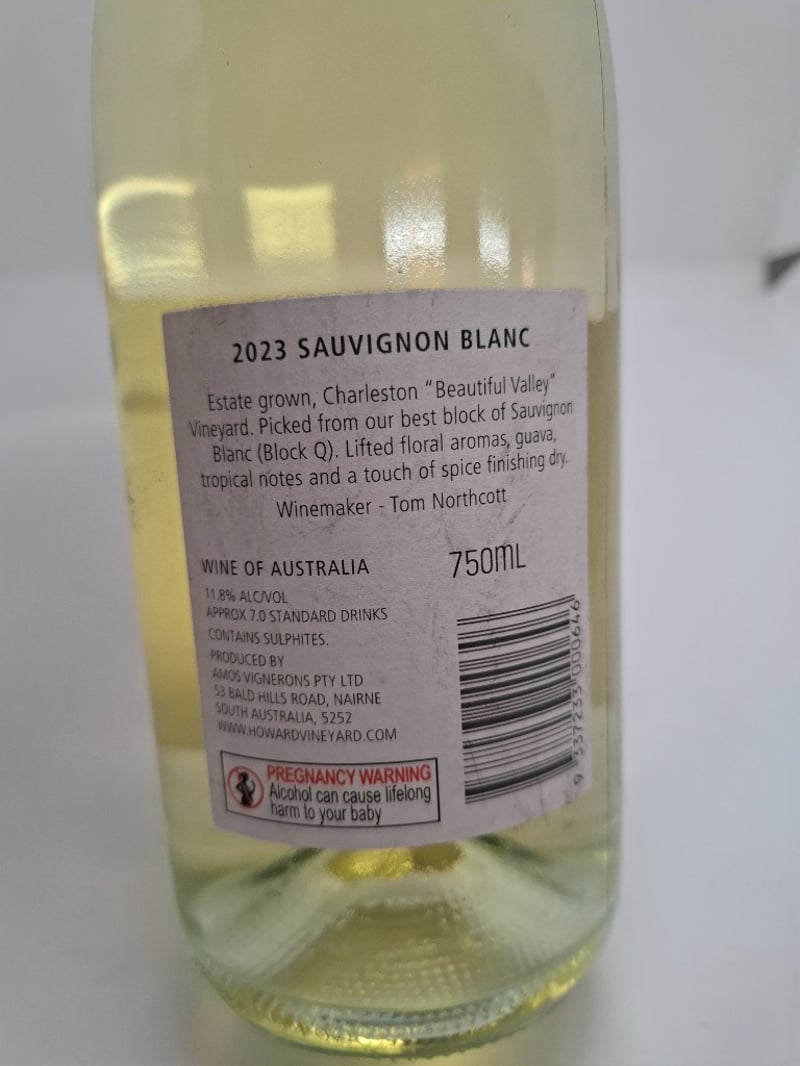 2023 SAUVIGNON BLANC
Estate grown, Charleston "Beautiful Valley"
Vineyard. Picked from our best block of Sauvignon
Blanc (Block Q). Lifted floral aromas, guava,
tropical notes and a touch of spice finishing dry.
Winemaker - Tom Northcott
WINE OF AUSTRALIA
750ML
11.8% ALC/VOL
APPROX 7.0 STANDARD DRINKS
CONTAINS SULPHITES.
PRODUCED BY
AMOS VIGNERONS PTY LTD
53 BALD HILLS ROAD, NAIRNE
SOUTH AUSTRALIA, 5252
WWW.HOWARDVINEYARD.COM
PREGNANCY WARNING
Alcohol can cause lifelong
harm to your baby
9 337233 000646